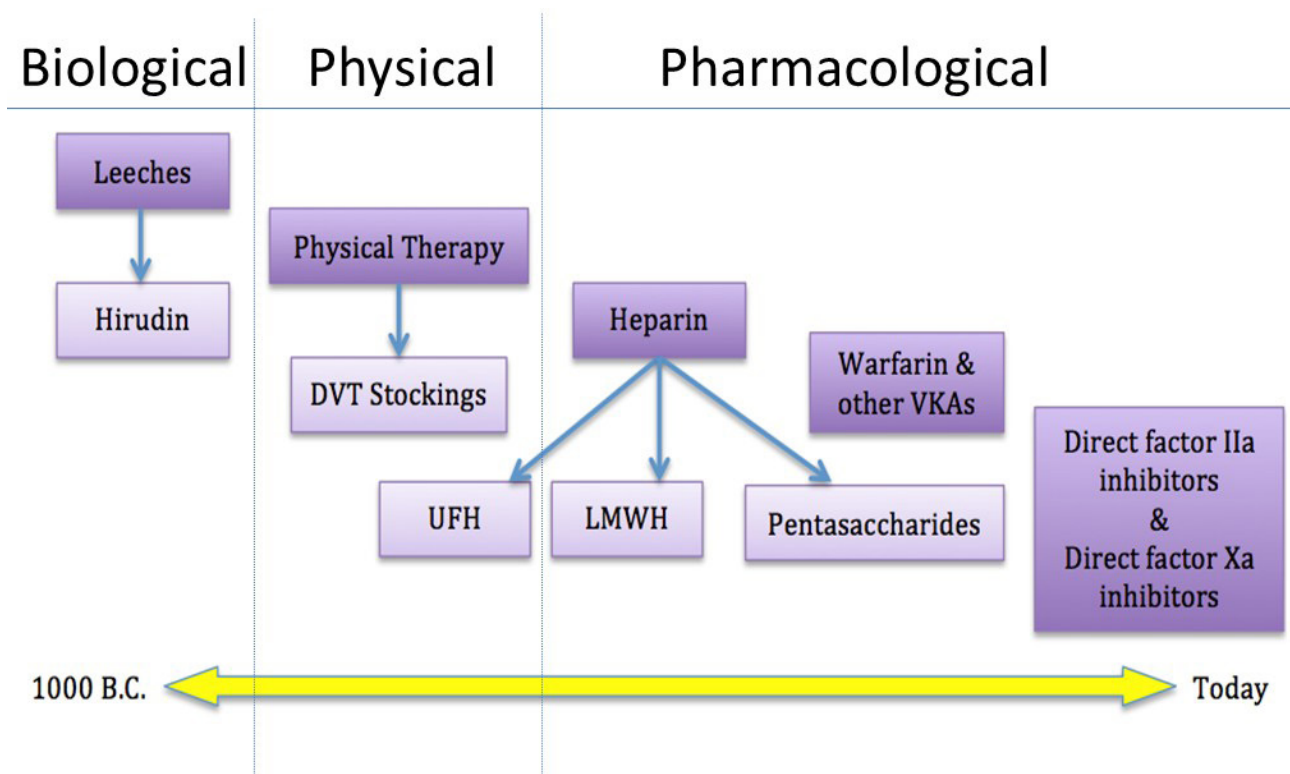 Biological
Physical
Pharmacological
Leeches
Hirudin
Physical Therapy
DVT Stockings
Heparin
UFH
LMWH
Pentasaccharides
Warfarin &
other VKAs
Direct factor IIa
inhibitors
&
Direct factor Xa
inhibitors
1000 B.C.
Today